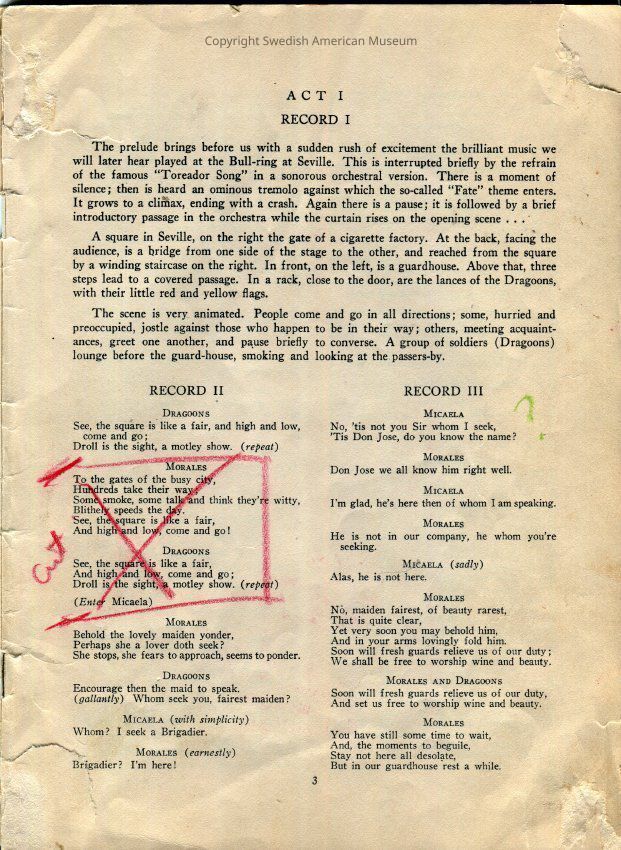 Copyright Swedish American Museum
ACT I
RECORD I
The prelude brings before us with a sudden rush of excitement the brilliant music we
will later hear played at the Bull-ring at Seville. This is interrupted briefly by the refrain
of the famous "Toreador Song" in a sonorous orchestral version. There is a moment of
silence; then is heard an ominous tremolo against which the so-called "Fate" theme enters.
It grows to a climax, ending with a crash. Again there is a pause; it is followed by a brief
introductory passage in the orchestra while the curtain rises on the opening scene . . .
A square in Seville, on the right the gate of a cigarette factory. At the back, facing the
audience, is a bridge from one side of the stage to the other, and reached from the square
by a winding staircase on the right. In front, on the left, is a guardhouse. Above that, three
steps lead to a covered passage. In a rack, close to the door, are the lances of the Dragoons,
with their little red and yellow flags.
The scene is very animated. People come and go in all directions; some, hurried and
preoccupied, jostle against those who happen to be in their way; others, meeting acquaint-
ances, greet one another, and pause briefly to converse. A group of soldiers (Dragoons)
lounge before the guard-house, smoking and looking at the passers-by.
RECORD II
DRAGOONS
See, the square is like a fair, and high and low,
come and go;
Droll is the sight, a motley show. (repeat)
MORALES
To the gates of the busy city,
Hundreds take their way
Some smoke, some talk and think they're witty,
Blithely speeds the day.
See, the square is like a fair,
And high and low, come and go!
cut
DRAGOONS
See, the square is like a fair,
And high and low, come and go;
Droll is the sight, a motley show. (repeat)
(Enter Micaela)
MORALES
Behold the lovely maiden yonder,
Perhaps she a lover doth seek?
She stops, she fears to approach, seems to ponder.
DRAGOONS
Encourage then the maid to speak.
(gallantly) Whom seek you, fairest maiden?
MICAELA (with simplicity)
Whom? I seek a Brigadier.
MORALES (earnestly)
Brigadier? I'm here!
RECORD III
?
MICAELA
No, 'tis not you Sir whom I seek,
'Tis Don Jose, do you know the name?
MORALES
Don Jose we all know him right well.
MICAELA
I'm glad, he's here then of whom I am speaking.
MORALES
He is not in our company, he whom you're
seeking.
MICAELA (sadly)
Alas, he is not here.
MORALES
No, maiden fairest, of beauty rarest,
That is quite clear,
Yet very soon you may behold him,
And in your arms lovingly fold him.
Soon will fresh guards relieve us of our duty;
We shall be free to worship wine and beauty.
MORALES AND DRAGOONS
Soon will fresh guards relieve us of our duty,
And set us free to worship wine and beauty.
MORALES
You have still some time to wait,
And, the moments to beguile,
Stay not here all desolate,
But in our guardhouse rest a while.
3